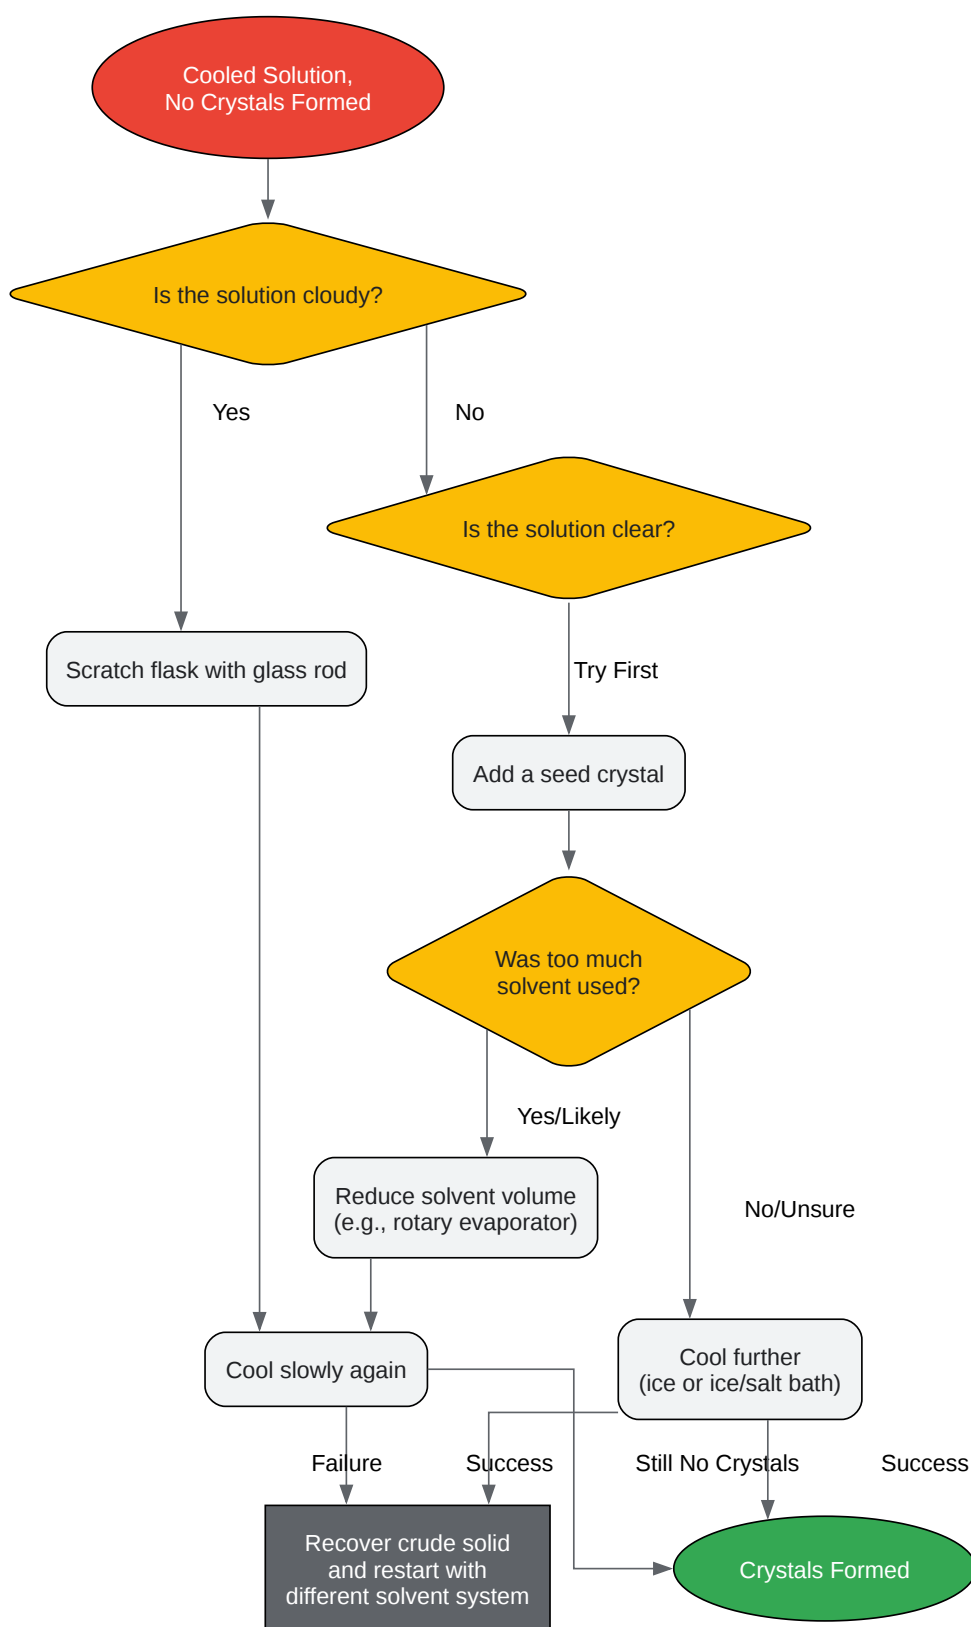 Cooled Solution,
No Crystals Formed
Is the solution cloudy?
Yes
No
Is the solution clear?
Scratch flask with glass rod
Try First
Add a seed crystal
Was too much
solvent used?
Yes/Likely
Reduce solvent volume
(e.g., rotary evaporator)
No/Unsure
Cool slowly again
Cool further
(ice or ice/salt bath)
Failure
Success
Still No Crystals
Success
Recover crude solid
and restart with
different solvent system
Crystals Formed